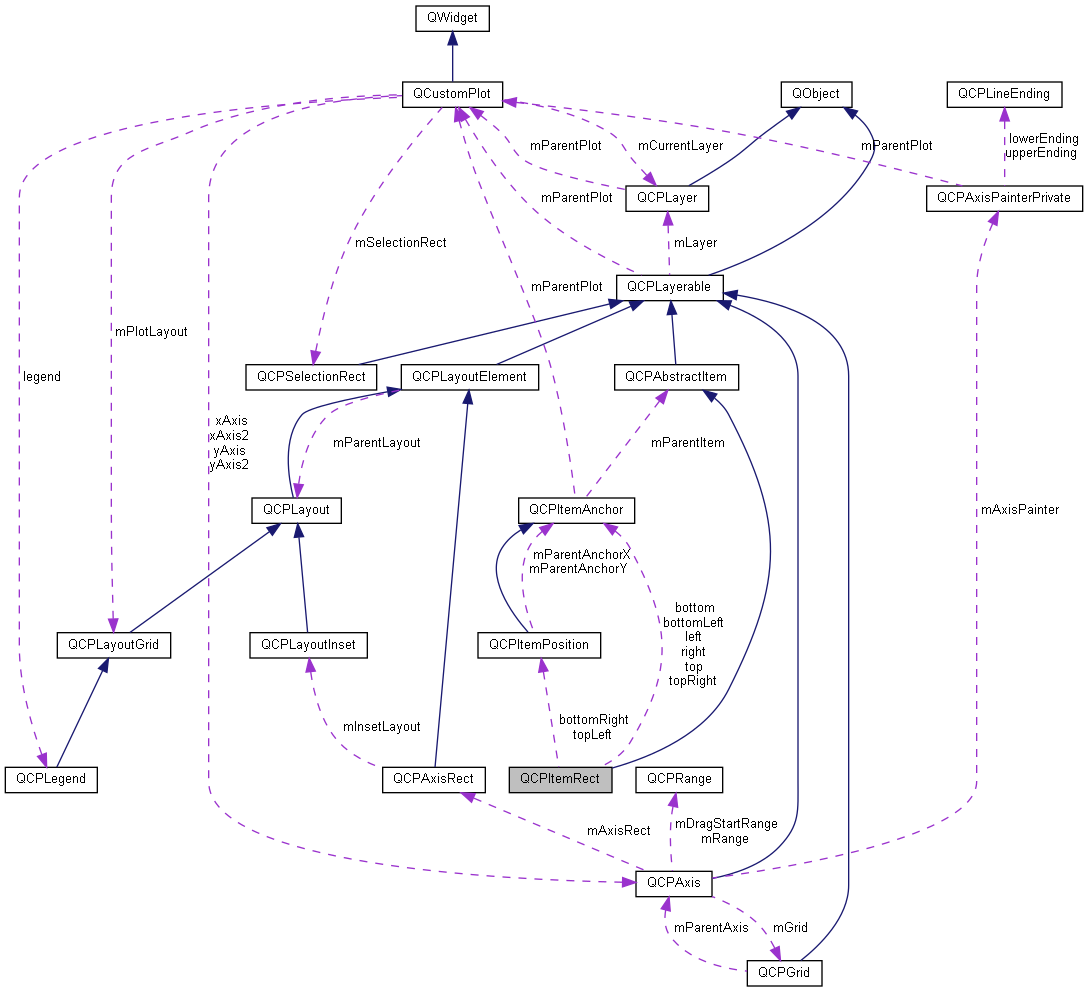 QWidget
QCustomPlot
QObject
QCPLineEnding
mParentPlot
mCurrentLayer
mParentPlot
lowerEnding
upperEnding
mParentPlot
QCPLayer
QCPAxisPainterPrivate
mSelectionRect
mLayer
mParentPlot
QCPLayerable
mPlotLayout
legend
QCPSelectionRect
QCPLayoutElement
QCPAbstractItem
xAxis
xAxis2
yAxis
yAxis2
mParentLayout
mParentItem
QCPLayout
QCPItemAnchor
mAxisPainter
mParentAnchorX
mParentAnchorY
bottom
bottomLeft
left
right
top
topRight
QCPLayoutGrid
QCPLayoutInset
QCPItemPosition
mInsetLayout
bottomRight
topLeft
QCPLegend
QCPAxisRect
QCPItemRect
QCPRange
mAxisRect
mDragStartRange
mRange
QCPAxis
mParentAxis
mGrid
QCPGrid